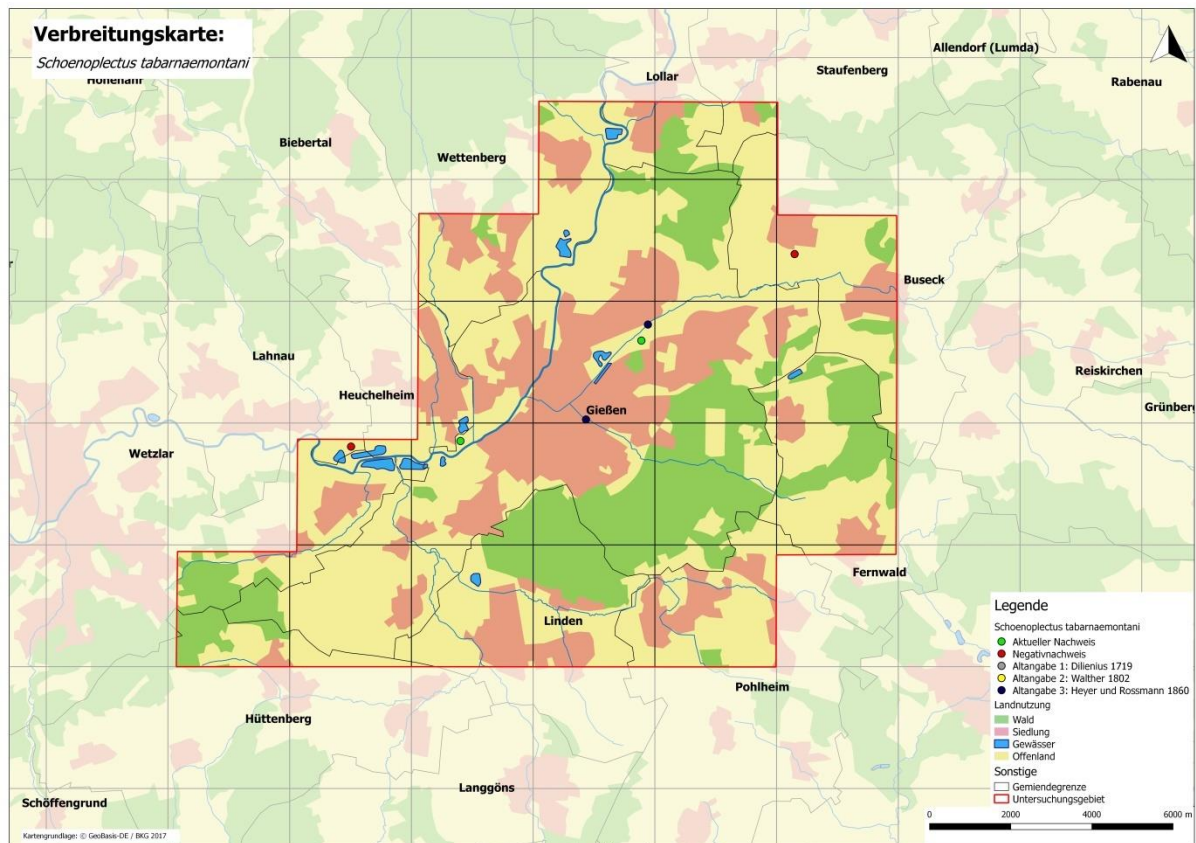 Verbreitungskarte:
Schoenoplectus tabarnaemontani
Hohenahr
Allendorf (Lumda)
Staufenberg
Lollar
Rabenau
Biebertal
Wettenberg
Buseck
Lahnau
Reiskirchen
Heuchelheim
Grünberg
Gießen
Wetzlar
Fernwald
Linden
Pohlheim
Hüttenberg
Langgöns
Schöffengrund
Legende
Schoenoplectus tabarnaemontani
Aktueller Nachweis
Negativnachweis
Altangabe 1: Dilienius 1719
Altangabe 2: Walther 1802
Altangabe 3: Heyer und Rossmann 1860
Landnutzung
Wald
Siedlung
Gewässer
Offenland
Sonstige
Gemiendegrenze
Untersuchungsgebiet
0 2000 4000 6000 m
Kartengrundlage: © GeoBasis-DE / BKG 2017